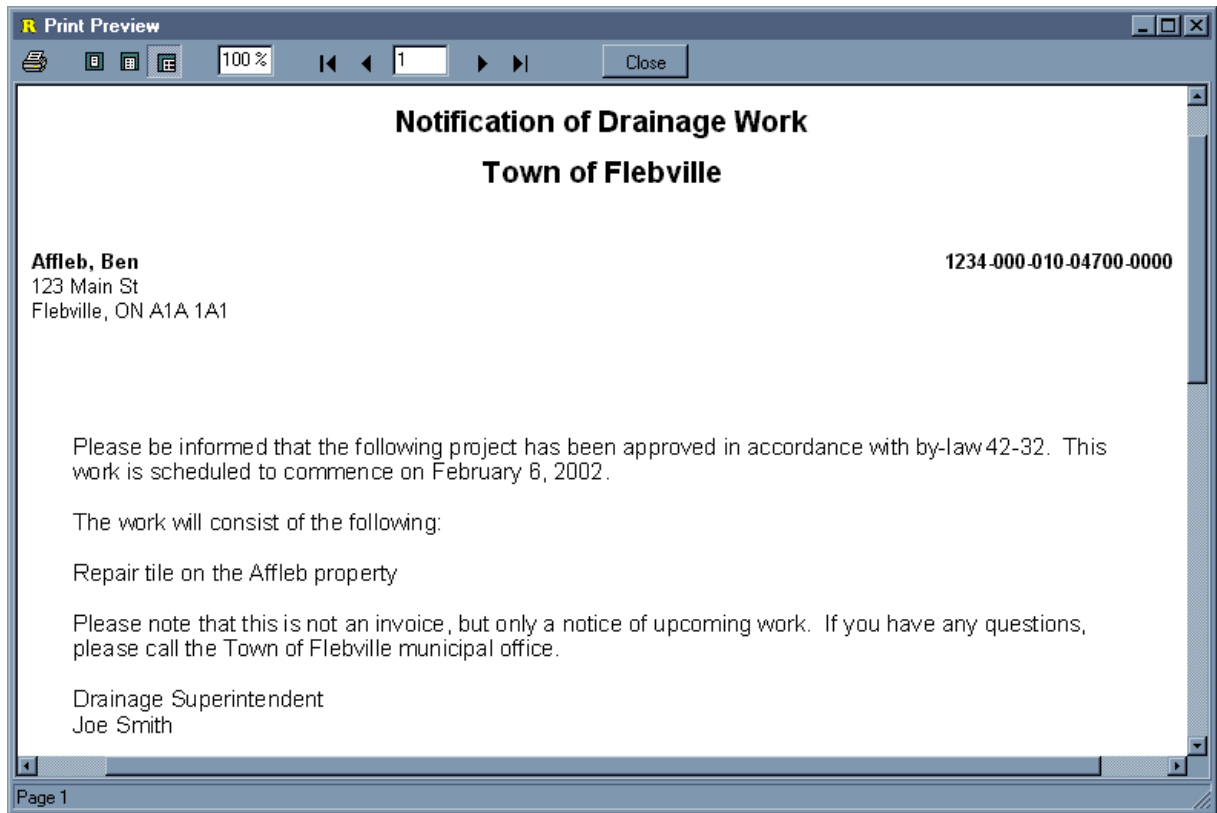 R Print Preview
100 % 1 Close
Notification of Drainage Work
Town of Flebville
Affleb, Ben 1234-000-010-04700-0000
123 Main St
Flebville, ON A1A 1A1
Please be informed that the following project has been approved in accordance with by-law 42-32. This
work is scheduled to commence on February 6, 2002.
The work will consist of the following:
Repair tile on the Affleb property
Please note that this is not an invoice, but only a notice of upcoming work. If you have any questions,
please call the Town of Flebville municipal office.
Drainage Superintendent
Joe Smith
Page 1